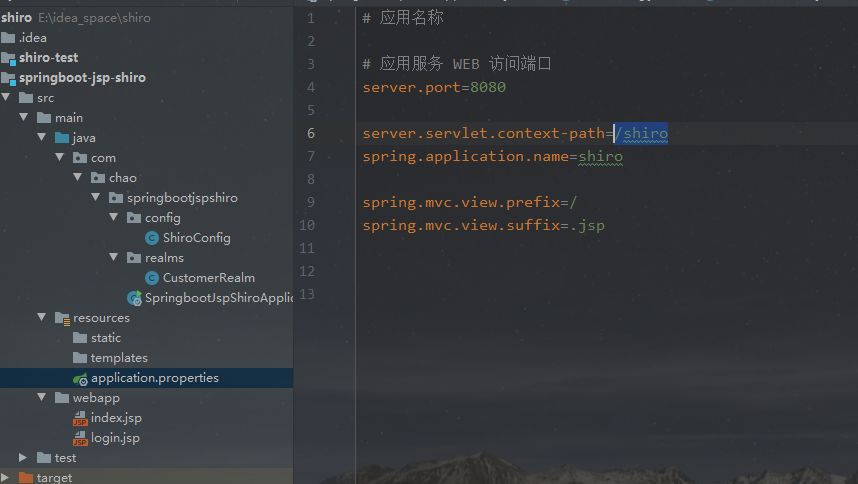 shiro E:\idea_space\shiro
.idea
shiro-test
springboot-jsp-shiro
src
main
java
com
chao
springbootjspshiro
config
ShiroConfig
realms
CustomerRealm
SpringbootJspShiroApplic
resources
static
templates
application.properties
webapp
index.jsp
login.jsp
test
target
1 # 应用名称
2
3 # 应用服务 WEB 访问端口
4 server.port=8080
5
6 server.servlet.context-path=/shiro
7 spring.application.name=shiro
8
9 spring.mvc.view.prefix=/
10 spring.mvc.view.suffix=.jsp
11
12
13